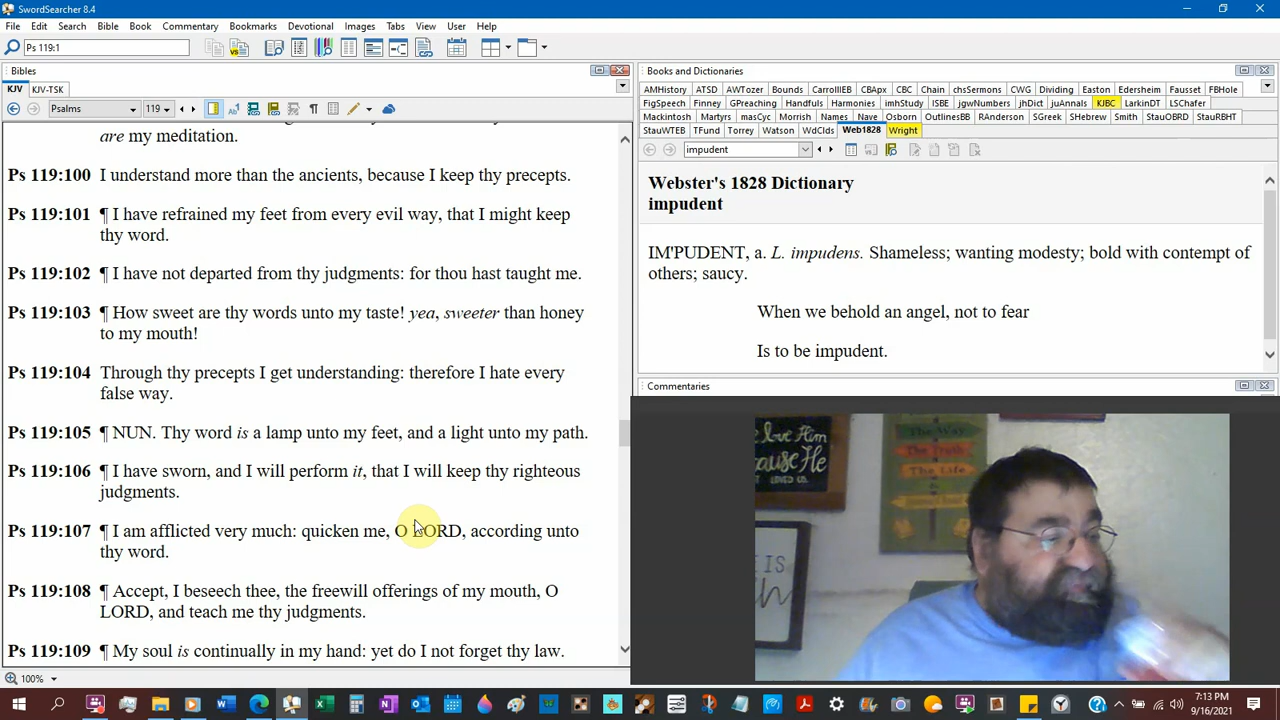 SwordSearcher 8.4
File Edit Search Bible Book Commentary Bookmarks Devotional Images Tabs View User Help
Ps 119:1
Bibles
KJV KJV-TSK
Psalms 119
are my meditation.
Ps 119:100 I understand more than the ancients, because I keep thy precepts.
Ps 119:101 ¶ I have refrained my feet from every evil way, that I might keep
thy word.
Ps 119:102 ¶ I have not departed from thy judgments: for thou hast taught me.
Ps 119:103 ¶ How sweet are thy words unto my taste! yea, sweeter than honey
to my mouth!
Ps 119:104 Through thy precepts I get understanding: therefore I hate every
false way.
Ps 119:105 ¶ NUN. Thy word is a lamp unto my feet, and a light unto my path.
Ps 119:106 ¶ I have sworn, and I will perform it, that I will keep thy righteous
judgments.
Ps 119:107 ¶ I am afflicted very much: quicken me, O LORD, according unto
thy word.
Ps 119:108 ¶ Accept, I beseech thee, the freewill offerings of my mouth, O
LORD, and teach me thy judgments.
Ps 119:109 ¶ My soul is continually in my hand: yet do I not forget thy law.
100%
Books and Dictionaries
AMHistory ATSD AWTozer Bounds CarrollEIB CBApx CBC Chain chsSermons CWG Dividing Easton Edersheim Fausset FBHole
FigSpeech Finney GPreaching Handfuls Harmonies imhStudy ISBE jgwNumbers jhDict juAnnals KJBC LarkinDT LSChafer
Mackintosh Martyrs masCyc Morrish Names Nave Osborn OutlinesBB RAnderson SGreek SHebrew Smith StauOBRD StauRBHT
StauWTEB TFund Torrey Watson WdClds Web1828 Wright
impudent
Webster's 1828 Dictionary
impudent
IM'PUDENT, a. L. impudens. Shameless; wanting modesty; bold with contempt of
others; saucy.
When we behold an angel, not to fear
Is to be impudent.
Commentaries
love Him
cause He
LOVED
The Way
The Truth
The Life
7:13 PM
9/16/2021